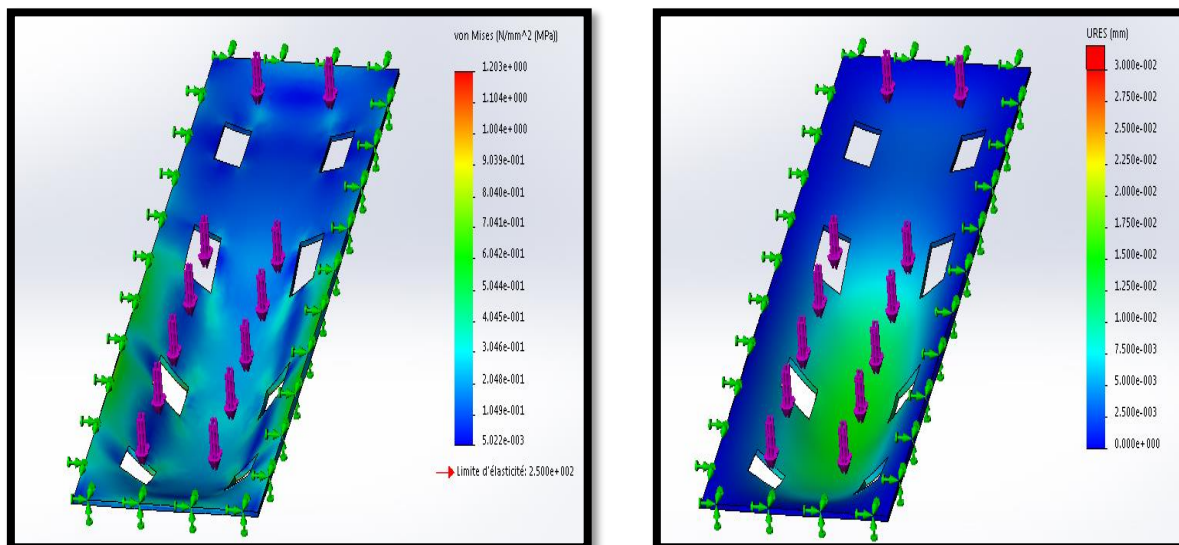 von Mises (N/mm^2 (MPa))
1.203e+000
1.104e+000
1.004e+000
9.039e-001
8.040e-001
7.041e-001
6.042e-001
5.044e-001
4.045e-001
3.046e-001
2.048e-001
1.049e-001
5.022e-003
Limite d'élasticité: 2.500e+002
URES (mm)
3.000e-002
2.750e-002
2.500e-002
2.250e-002
2.000e-002
1.750e-002
1.500e-002
1.250e-002
1.000e-002
7.500e-003
5.000e-003
2.500e-003
0.000e+000